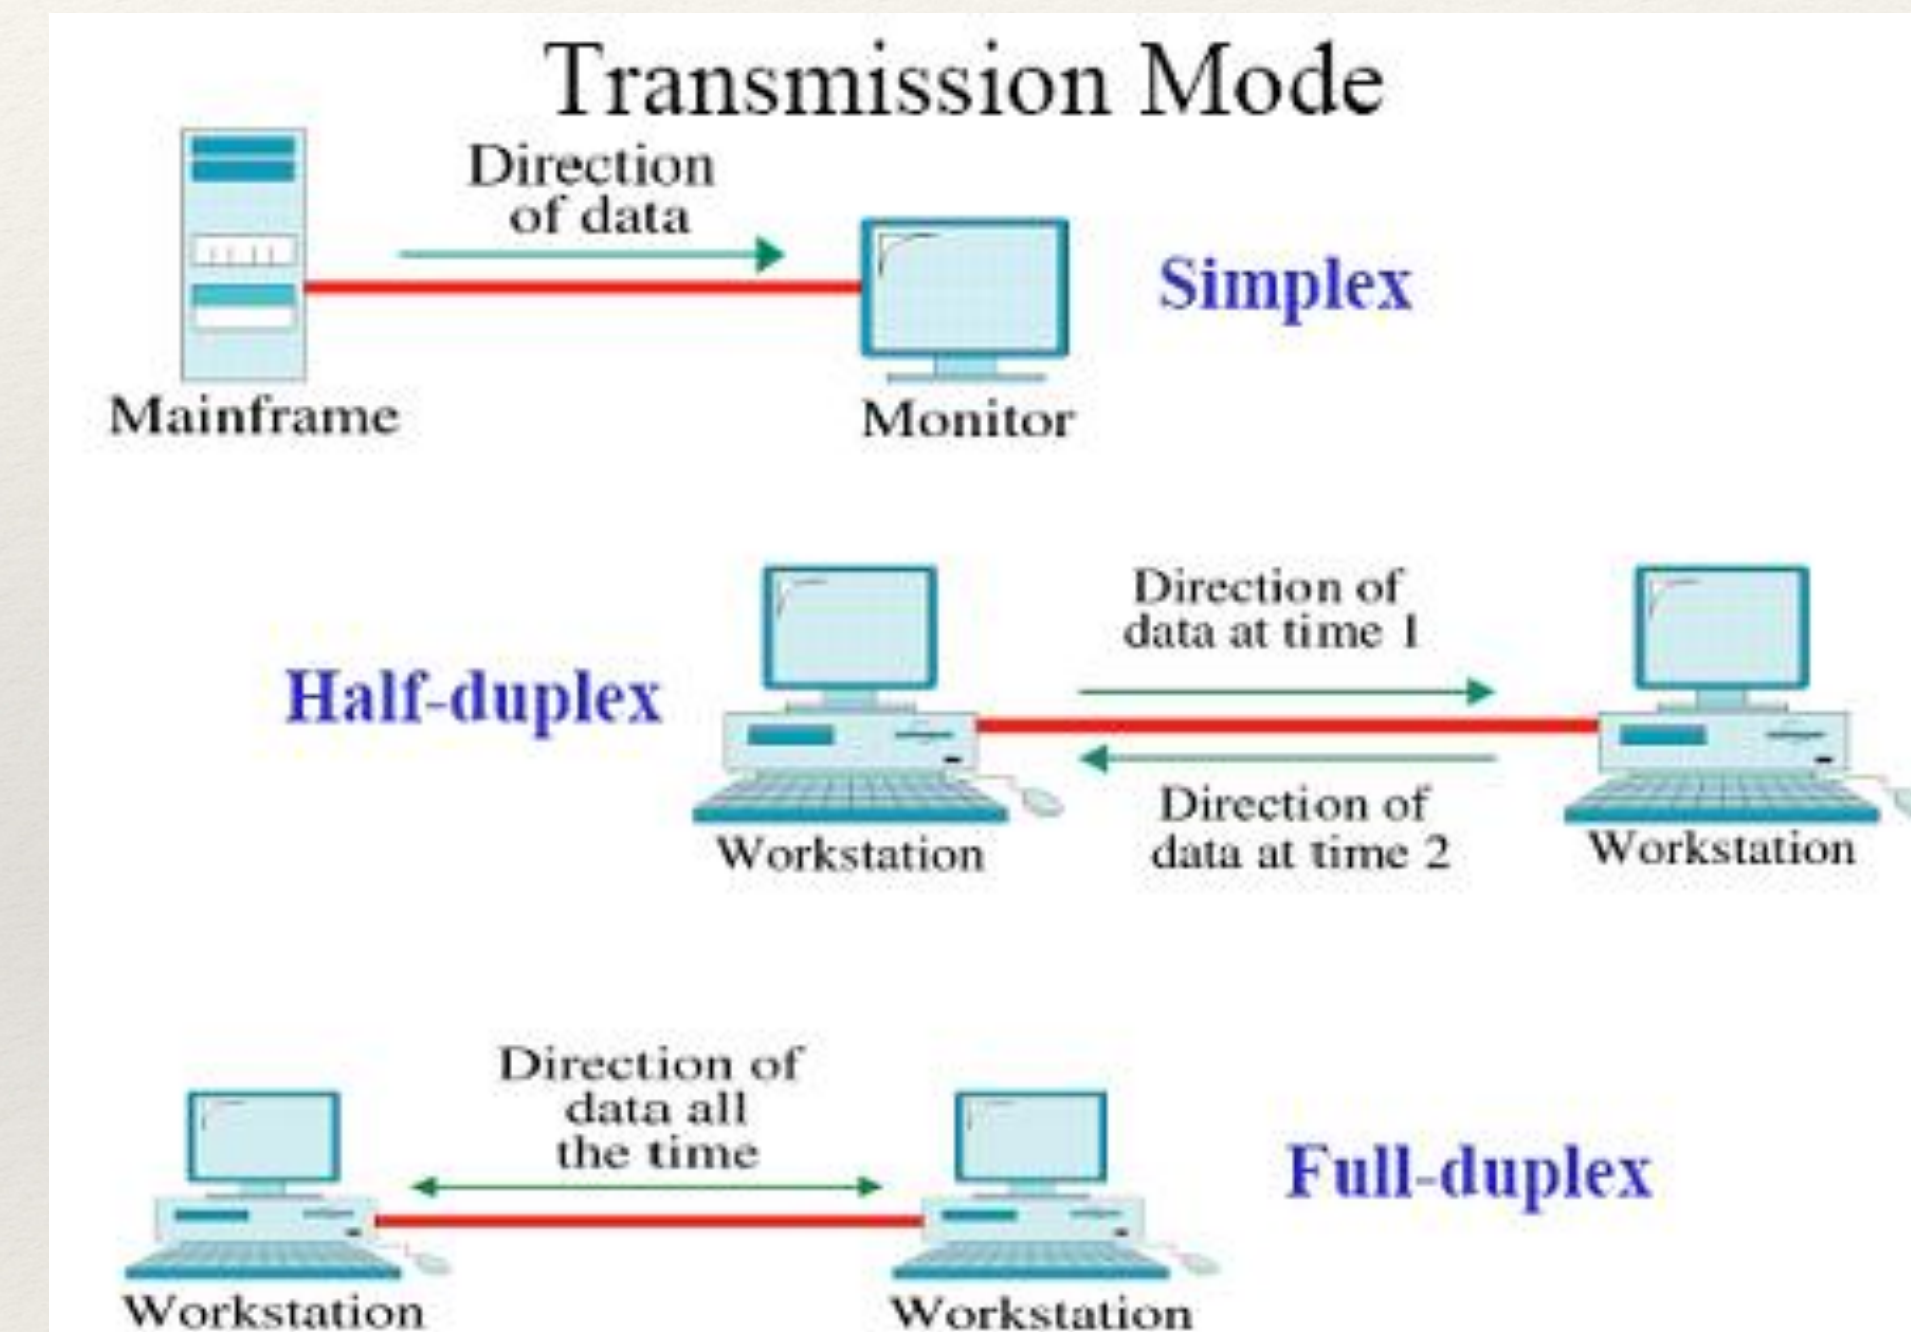 Transmission Mode
Direction
of data
Simplex
Mainframe
Monitor
Direction of
data at time 1
Half-duplex
Direction of
data at time 2
Workstation
Workstation
Direction of
data all
the time
Full-duplex
Workstation
Workstation